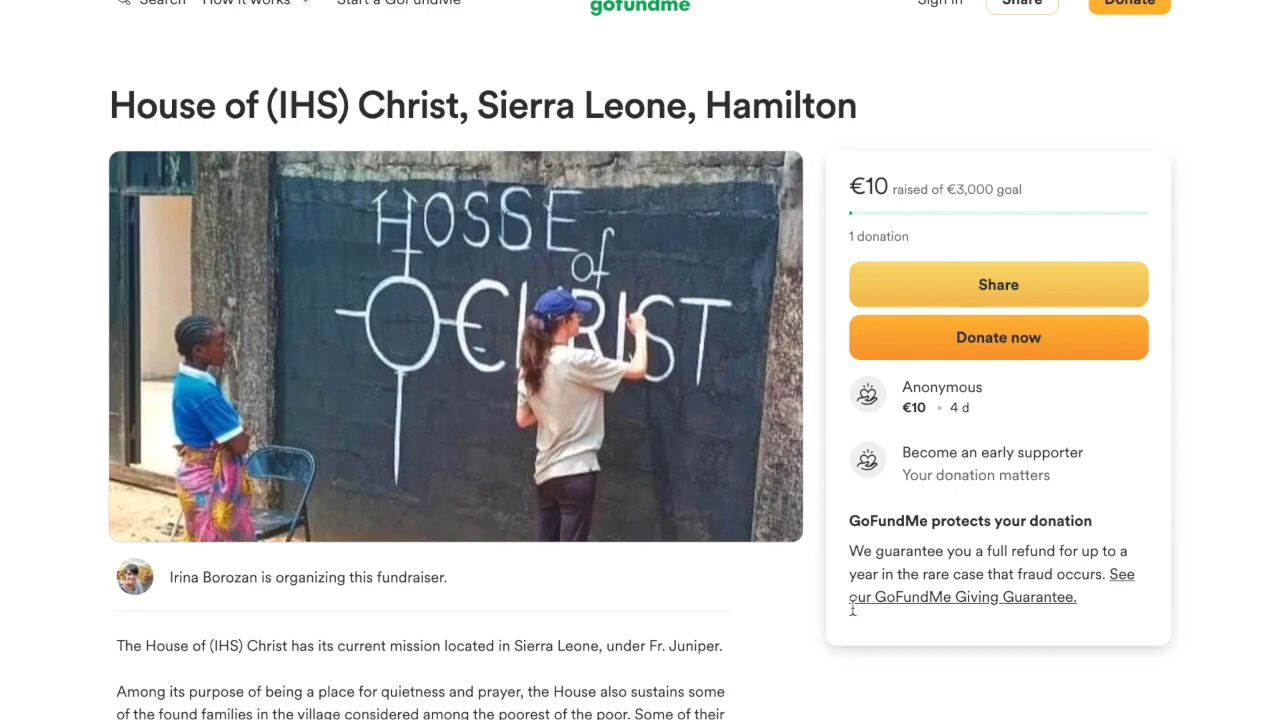 Search How it works Start a GoFundMe gofundme Sign in Share Donate
House of (IHS) Christ, Sierra Leone, Hamilton
HOSSE
of
CHRIST
€10 raised of €3,000 goal
1 donation
Share
Donate now
Anonymous
€10 • 4 d
Become an early supporter
Your donation matters
GoFundMe protects your donation
We guarantee you a full refund for up to a
year in the rare case that fraud occurs. See
our GoFundMe Giving Guarantee.
Irina Borozan is organizing this fundraiser.
The House of (IHS) Christ has its current mission located in Sierra Leone, under Fr. Juniper.
Among its purpose of being a place for quietness and prayer, the House also sustains some
of the found families in the village considered among the poorest of the poor. Some of their